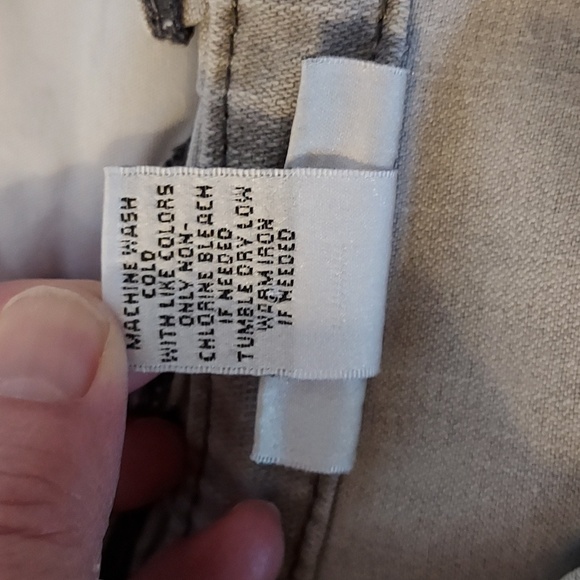 MACHINE WASH
COLD
WITH LIKE COLORS
ONLY NON-
CHLORINE BLEACH
IF NEEDED
TUMBLE DRY LOW
WARM IRON
IF NEEDED